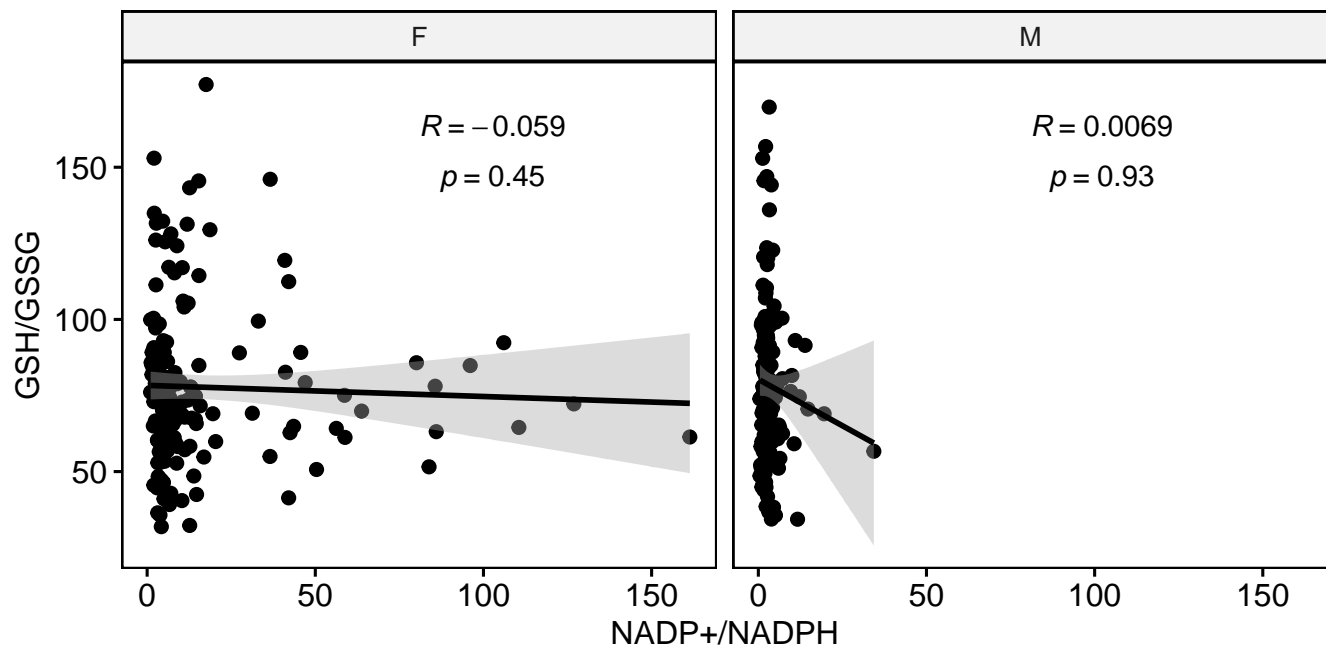 F
M
R = −0.059
p = 0.45
R = 0.0069
p = 0.93
GSH/GSSG
150
100
50
0 50 100 150
0 50 100 150
NADP+/NADPH